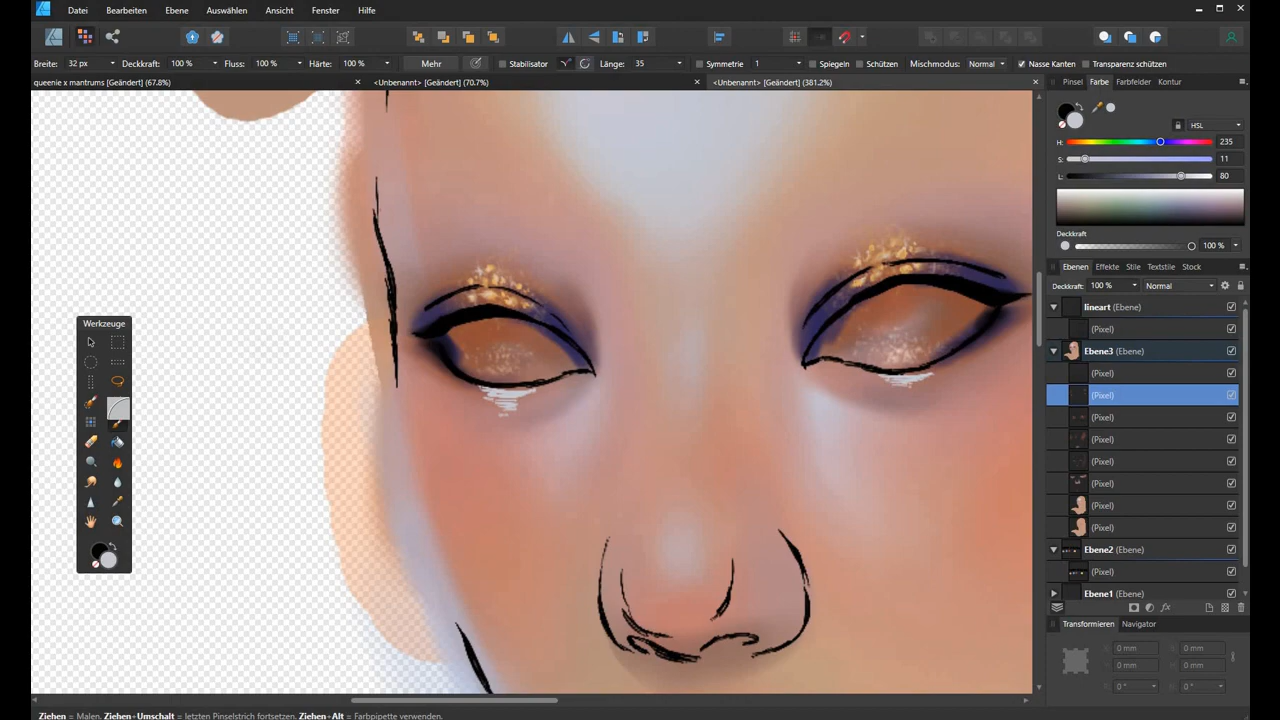 Datei Bearbeiten Ebene Auswählen Ansicht Fenster Hilfe
Breite: 32 px Deckkraft: 100 % Fluss: 100 % Härte: 100 % Mehr Stabilisator Länge: 35 Symmetrie 1 Spiegeln Schützen Mischmodus: Normal Nasse Kanten Transparenz schützen
queenie x mantrums [Geändert] (67.8%) <Unbenannt> [Geändert] (70.7%) <Unbenannt> [Geändert] (381.2%)
Pinsel Farbe Farbfelder Kontur
HSL
H: 235
S: 11
L: 80
Deckkraft
100 %
Ebenen Effekte Stile Textstile Stock
Deckkraft: 100 % Normal
lineart (Ebene)
(Pixel)
Ebene3 (Ebene)
(Pixel)
(Pixel)
(Pixel)
(Pixel)
(Pixel)
(Pixel)
(Pixel)
(Pixel)
Ebene2 (Ebene)
(Pixel)
Ebene1 (Ebene)
fx
Transformieren Navigator
X: 0 mm X: 0 mm
Y: 0 mm Y: 0 mm
0 ° 0 °
Werkzeuge
Ziehen = Malen. Ziehen+Umschalt = letzten Pinselstrich fortsetzen. Ziehen+Alt = Farbpipette verwenden.